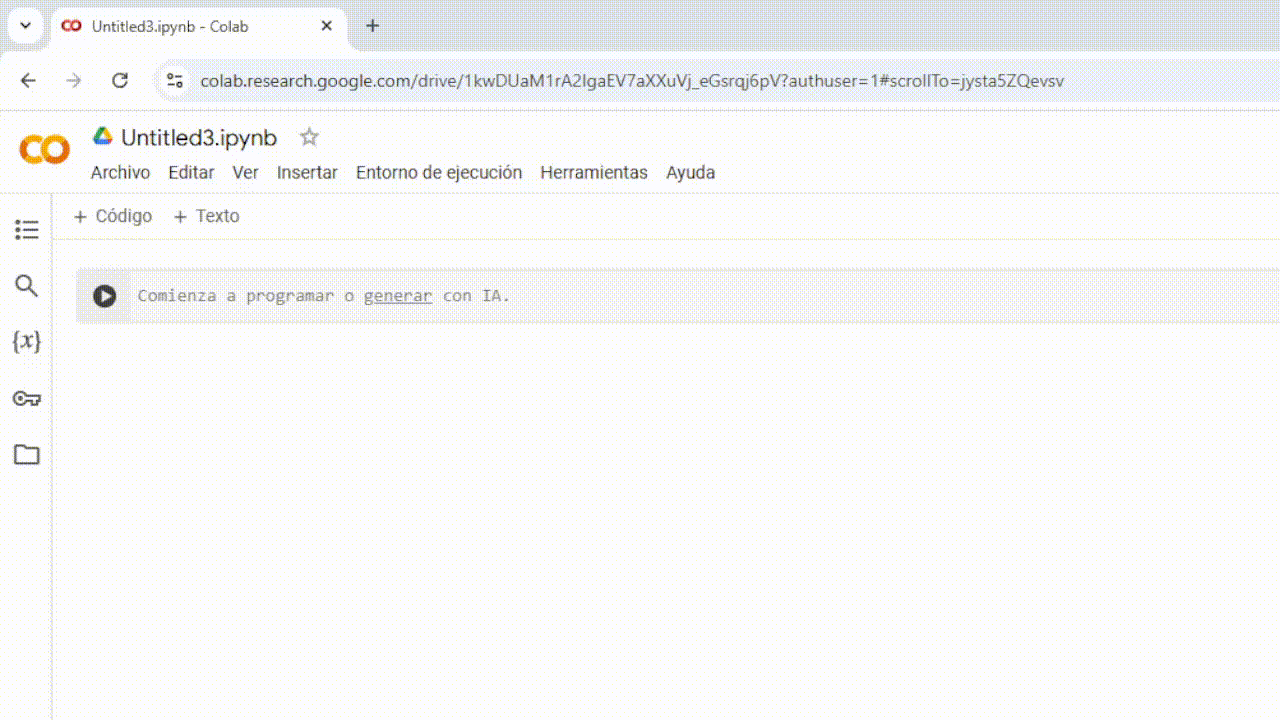 Untitled3.ipynb - Colab
colab.research.google.com/drive/1kwDUaM1rA2IgaEV7aXXuVj_eGsrqj6pV?authuser=1#scrollTo=jysta5ZQevsv
Untitled3.ipynb
Archivo Editar Ver Insertar Entorno de ejecución Herramientas Ayuda
+ Código + Texto
Comienza a programar o generar con IA.
{x}